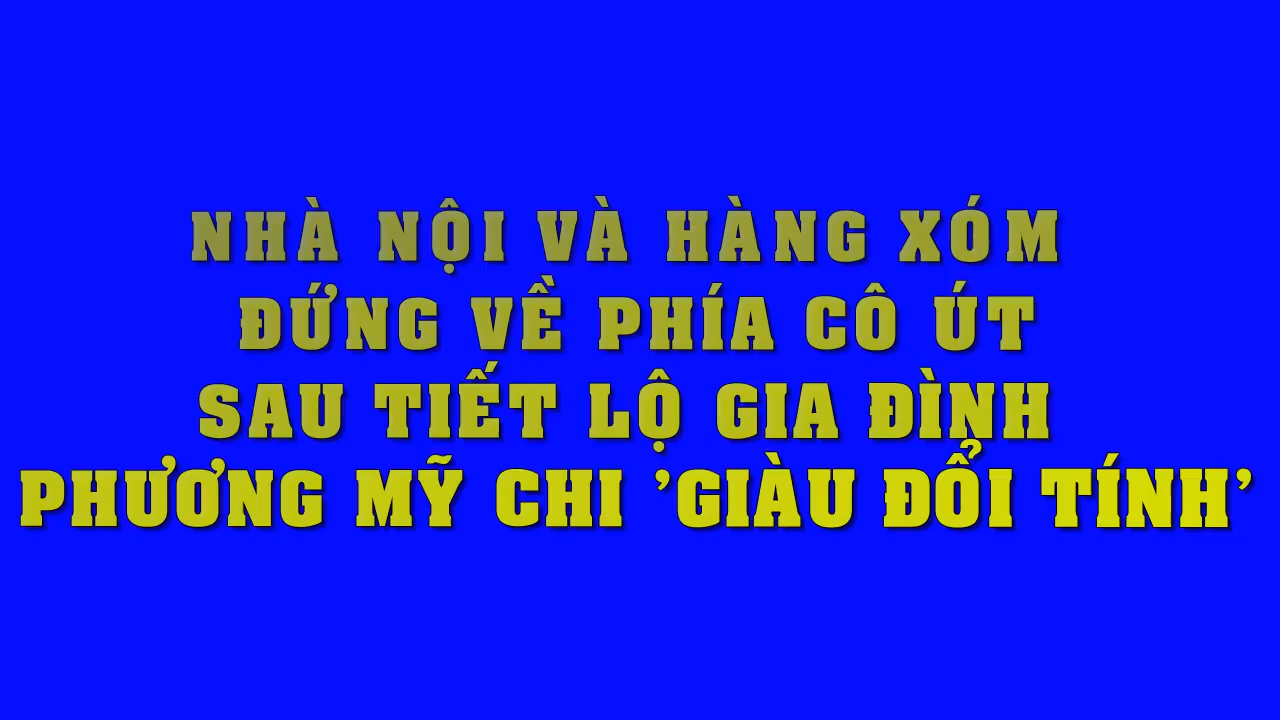 NHÀ NỘI VÀ HÀNG XÓM
ĐỨNG VỀ PHÍA CÔ ÚT
SAU TIẾT LỘ GIA ĐÌNH
PHƯƠNG MỸ CHI 'GIÀU ĐỔI TÍNH'